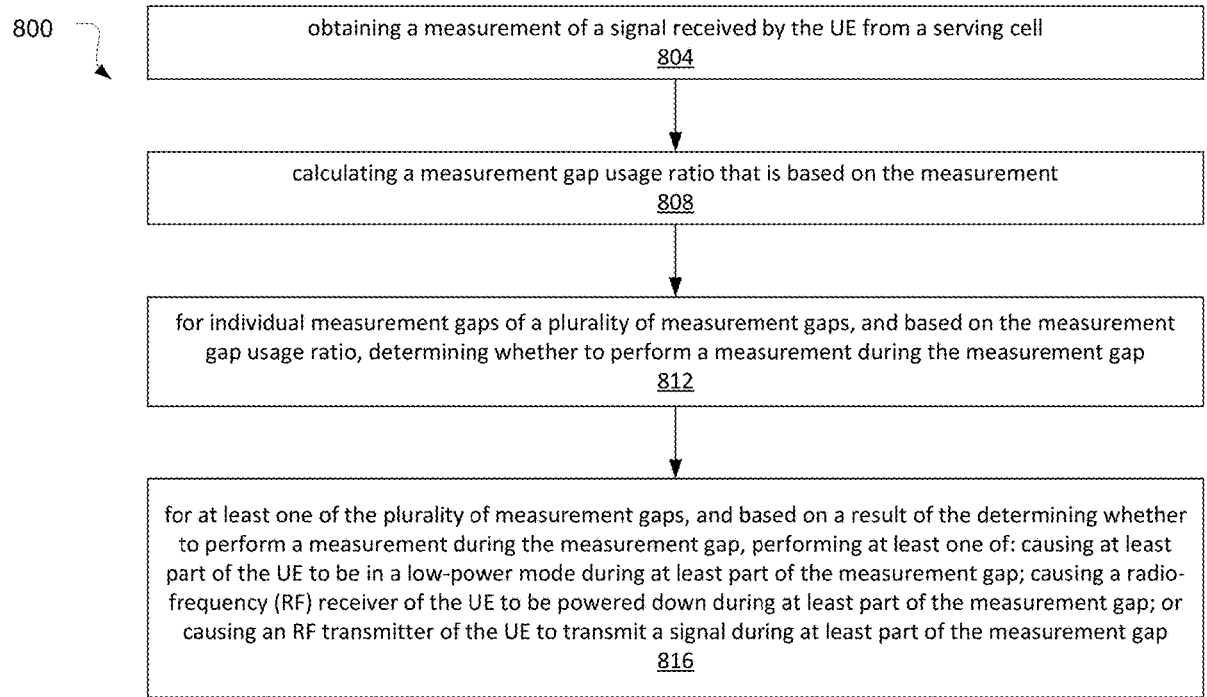 800
obtaining a measurement of a signal received by the UE from a serving cell
804
calculating a measurement gap usage ratio that is based on the measurement
808
for individual measurement gaps of a plurality of measurement gaps, and based on the measurement
gap usage ratio, determining whether to perform a measurement during the measurement gap
812
for at least one of the plurality of measurement gaps, and based on a result of the determining whether
to perform a measurement during the measurement gap, performing at least one of: causing at least
part of the UE to be in a low-power mode during at least part of the measurement gap; causing a radio-
frequency (RF) receiver of the UE to be powered down during at least part of the measurement gap; or
causing an RF transmitter of the UE to transmit a signal during at least part of the measurement gap
816